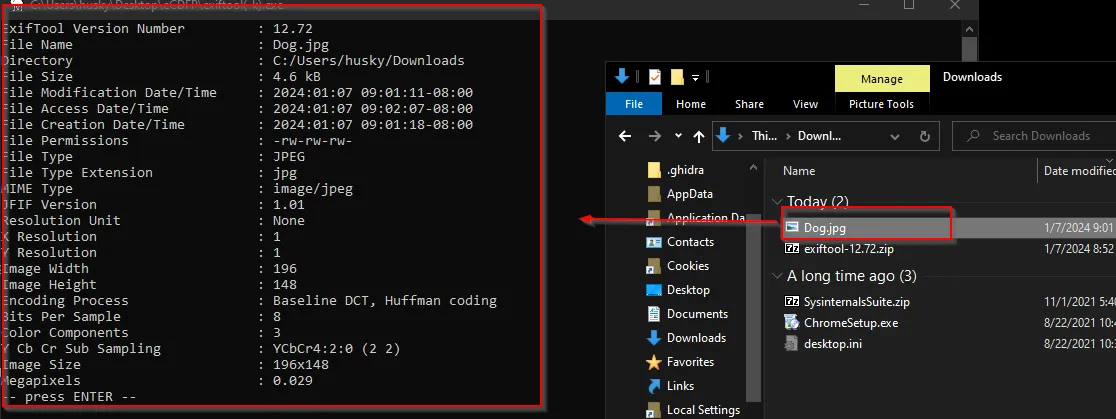 C:\Users\husky\Desktop\eCDFP\exiftool(-k).exe
ExifTool Version Number : 12.72
File Name : Dog.jpg
Directory : C:/Users/husky/Downloads
File Size : 4.6 kB
File Modification Date/Time : 2024:01:07 09:01:11-08:00
File Access Date/Time : 2024:01:07 09:02:07-08:00
File Creation Date/Time : 2024:01:07 09:01:18-08:00
File Permissions : -rw-rw-rw-
File Type : JPEG
File Type Extension : jpg
MIME Type : image/jpeg
JFIF Version : 1.01
Resolution Unit : None
X Resolution : 1
Y Resolution : 1
Image Width : 196
Image Height : 148
Encoding Process : Baseline DCT, Huffman coding
Bits Per Sample : 8
Color Components : 3
Y Cb Cr Sub Sampling : YCbCr4:2:0 (2 2)
Image Size : 196x148
Megapixels : 0.029
-- press ENTER --
Manage Downloads
File Home Share View Picture Tools
Thi... Downl... Search Downloads
.ghidra
AppData
Application Da
Contacts
Cookies
Desktop
Documents
Downloads
Favorites
Links
Local Settings
Name Date modified
Today (2)
Dog.jpg 1/7/2024 9:01
exiftool-12.72.zip 1/7/2024 8:52
A long time ago (3)
SysinternalsSuite.zip 11/1/2021 5:40
ChromeSetup.exe 8/22/2021 10:3
desktop.ini 8/22/2021 10:3